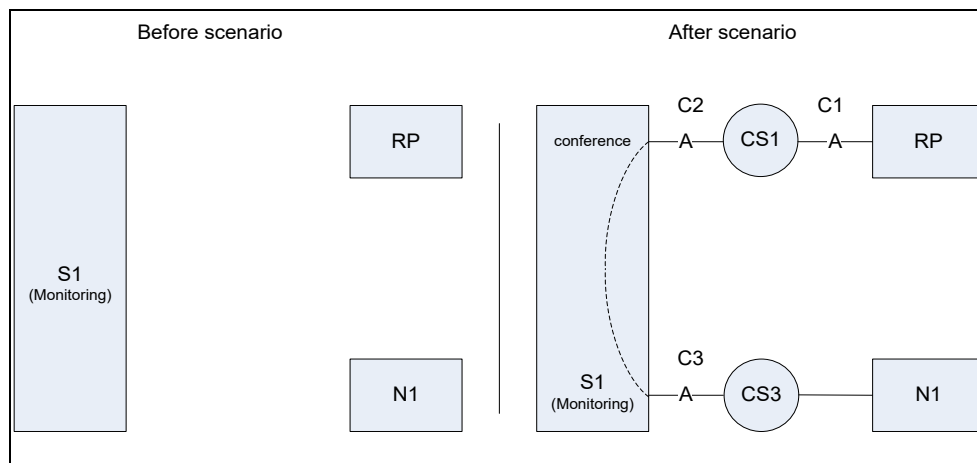 Before scenario
After scenario
S1
(Monitoring)
RP
N1
conference
C2
A
CS1
C1
A
RP
S1
(Monitoring)
C3
A
CS3
N1